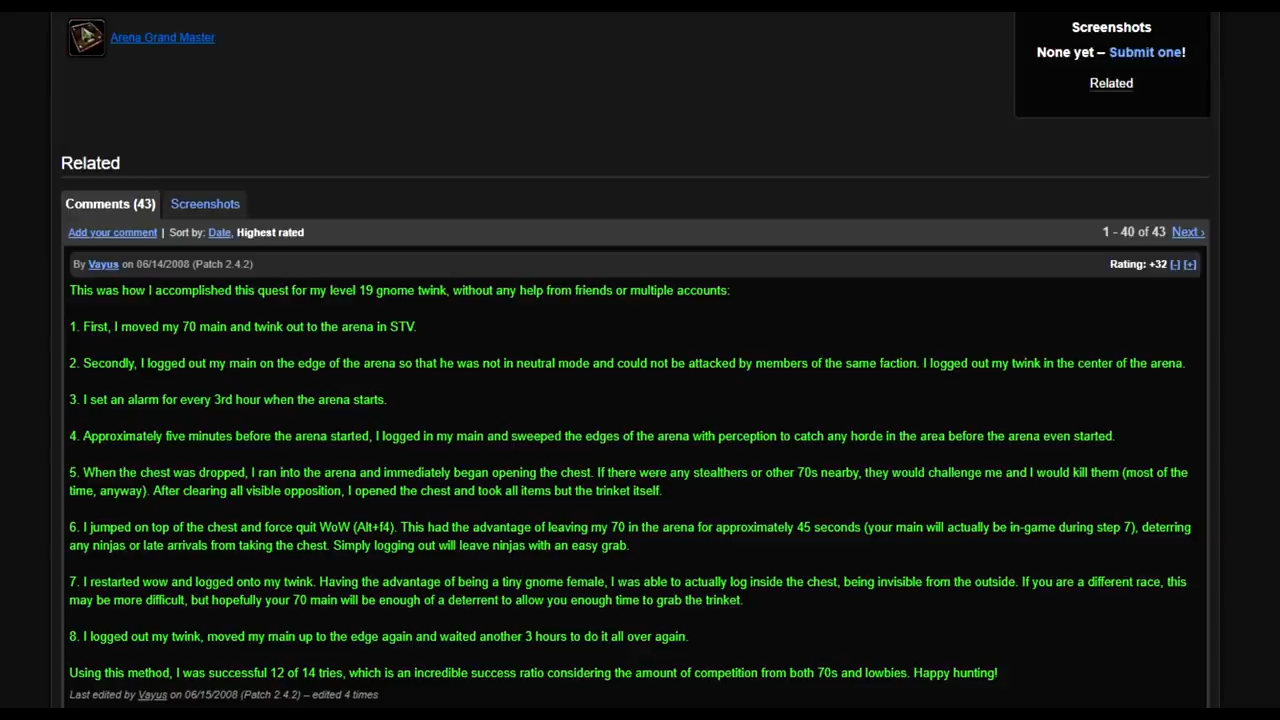 Arena Grand Master
Screenshots
None yet – Submit one!
Related
Related
Comments (43) Screenshots
Add your comment | Sort by: Date, Highest rated 1 - 40 of 43 Next ›
By Vayus on 06/14/2008 (Patch 2.4.2) Rating: +32 [-] [+]
This was how I accomplished this quest for my level 19 gnome twink, without any help from friends or multiple accounts:
1. First, I moved my 70 main and twink out to the arena in STV.
2. Secondly, I logged out my main on the edge of the arena so that he was not in neutral mode and could not be attacked by members of the same faction. I logged out my twink in the center of the arena.
3. I set an alarm for every 3rd hour when the arena starts.
4. Approximately five minutes before the arena started, I logged in my main and sweeped the edges of the arena with perception to catch any horde in the area before the arena even started.
5. When the chest was dropped, I ran into the arena and immediately began opening the chest. If there were any stealthers or other 70s nearby, they would challenge me and I would kill them (most of the
time, anyway). After clearing all visible opposition, I opened the chest and took all items but the trinket itself.
6. I jumped on top of the chest and force quit WoW (Alt+f4). This had the advantage of leaving my 70 in the arena for approximately 45 seconds (your main will actually be in-game during step 7), deterring
any ninjas or late arrivals from taking the chest. Simply logging out will leave ninjas with an easy grab.
7. I restarted wow and logged onto my twink. Having the advantage of being a tiny gnome female, I was able to actually log inside the chest, being invisible from the outside. If you are a different race, this
may be more difficult, but hopefully your 70 main will be enough of a deterrent to allow you enough time to grab the trinket.
8. I logged out my twink, moved my main up to the edge again and waited another 3 hours to do it all over again.
Using this method, I was successful 12 of 14 tries, which is an incredible success ratio considering the amount of competition from both 70s and lowbies. Happy hunting!
Last edited by Vayus on 06/15/2008 (Patch 2.4.2) – edited 4 times